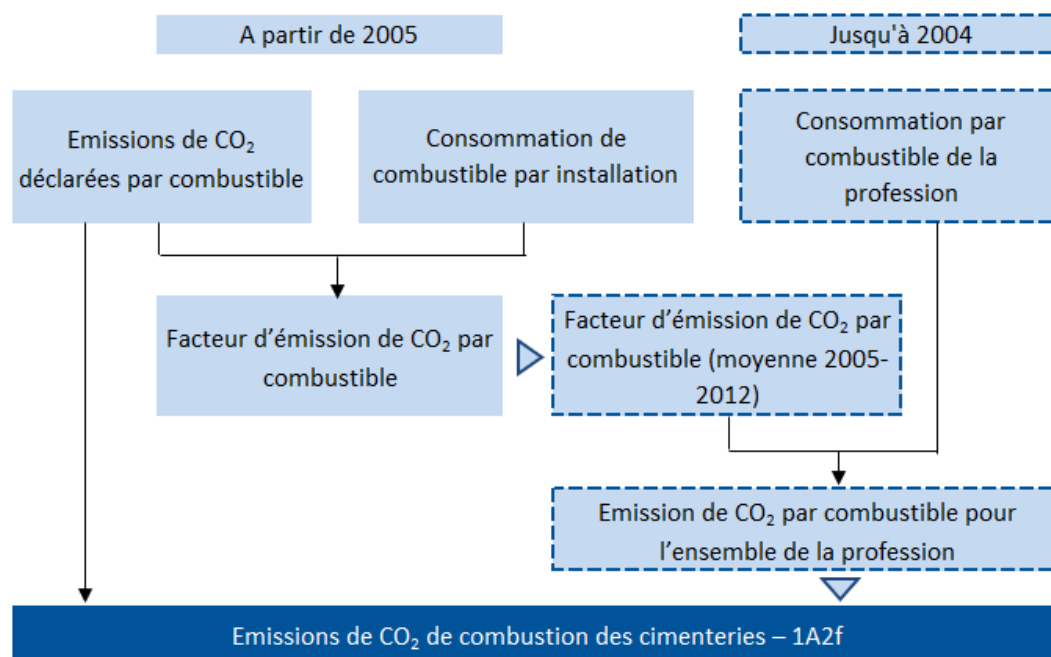 A partir de 2005
Jusqu'à 2004
Emissions de CO₂
déclarées par combustible
Consommation de
combustible par installation
Consommation par
combustible de la
profession
Facteur d’émission de CO₂ par
combustible
Facteur d’émission de CO₂ par
combustible (moyenne 2005-
2012)
Emission de CO₂ par combustible pour
l’ensemble de la profession
Emissions de CO₂ de combustion des cimenteries – 1A2f